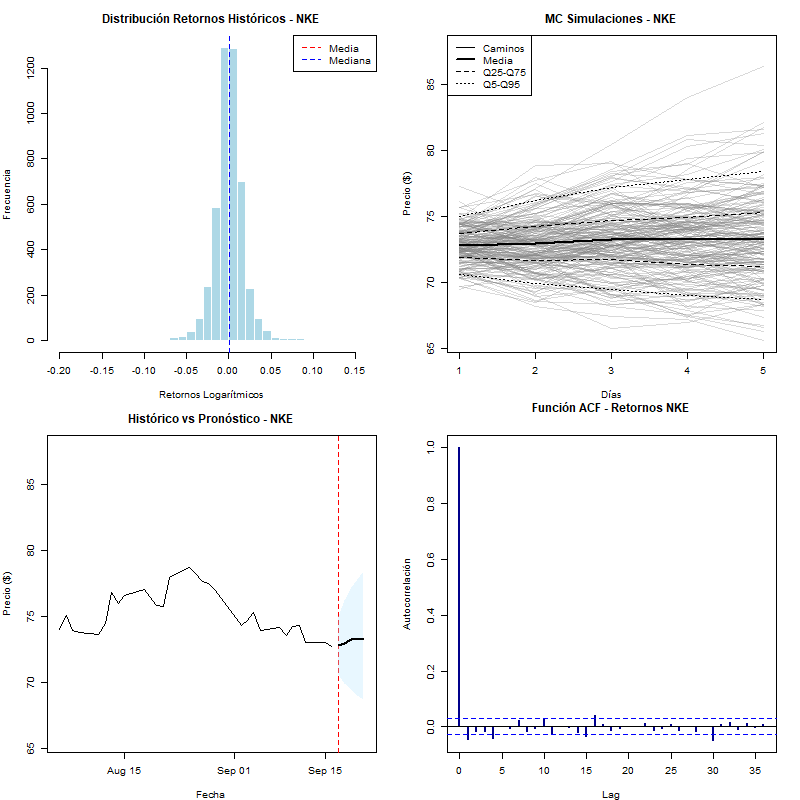 Distribución Retornos Históricos - NKE
Media
Mediana
Frecuencia
0
200
400
600
800
1000
1200
-0.20
-0.15
-0.10
-0.05
0.00
0.05
0.10
0.15
Retornos Logarítmicos
MC Simulaciones - NKE
Caminos
Media
Q25-Q75
Q5-Q95
Precio ($)
65
70
75
80
85
1
2
3
4
5
Días
Histórico vs Pronóstico - NKE
Precio ($)
65
70
75
80
85
Aug 15
Sep 01
Sep 15
Fecha
Función ACF - Retornos NKE
Autocorrelación
0.0
0.2
0.4
0.6
0.8
1.0
0
5
10
15
20
25
30
35
Lag